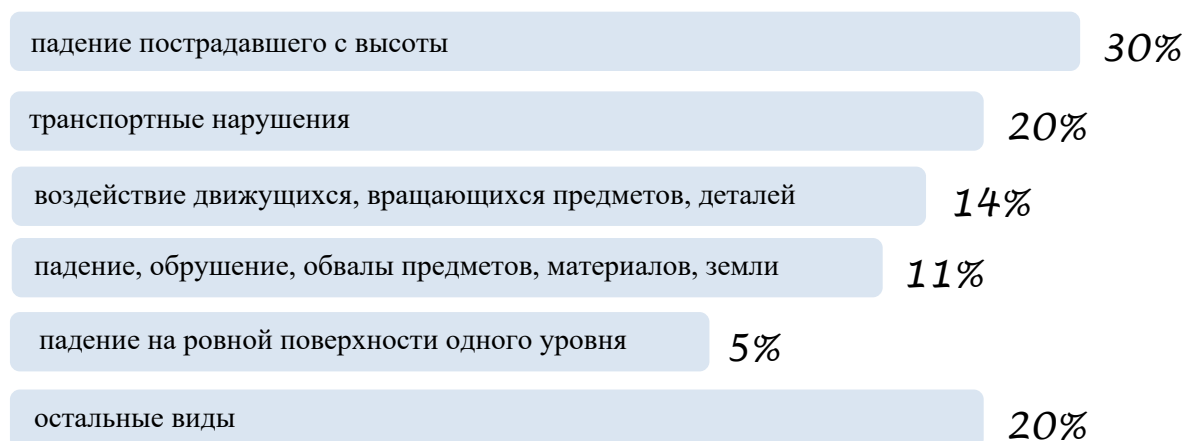 падение пострадавшего с высоты 30%
транспортные нарушения 20%
воздействие движущихся, вращающихся предметов, деталей 14%
падение, обрушение, обвалы предметов, материалов, земли 11%
падение на ровной поверхности одного уровня 5%
остальные виды 20%